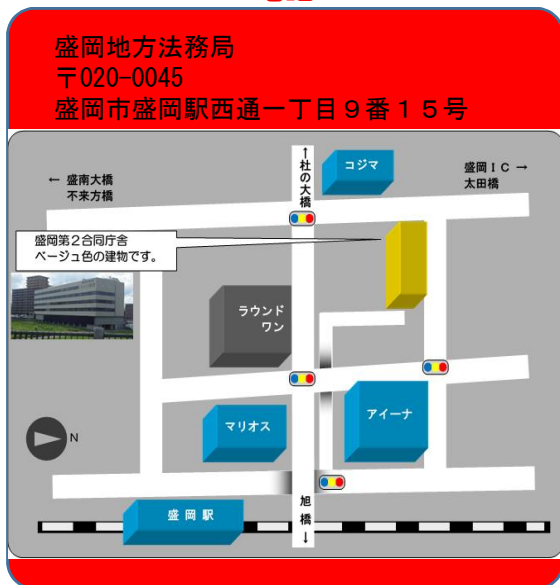 盛岡地方法務局
〒020-0045
盛岡市盛岡駅西通一丁目９番１５号
← 盛南大橋
不来方橋
↑杜の大橋
コジマ
盛岡ＩＣ →
太田橋
盛岡第２合同庁舎
ベージュ色の建物です。
ラウンド
ワン
マリオス
アイーナ
N
盛岡駅
旭橋↓